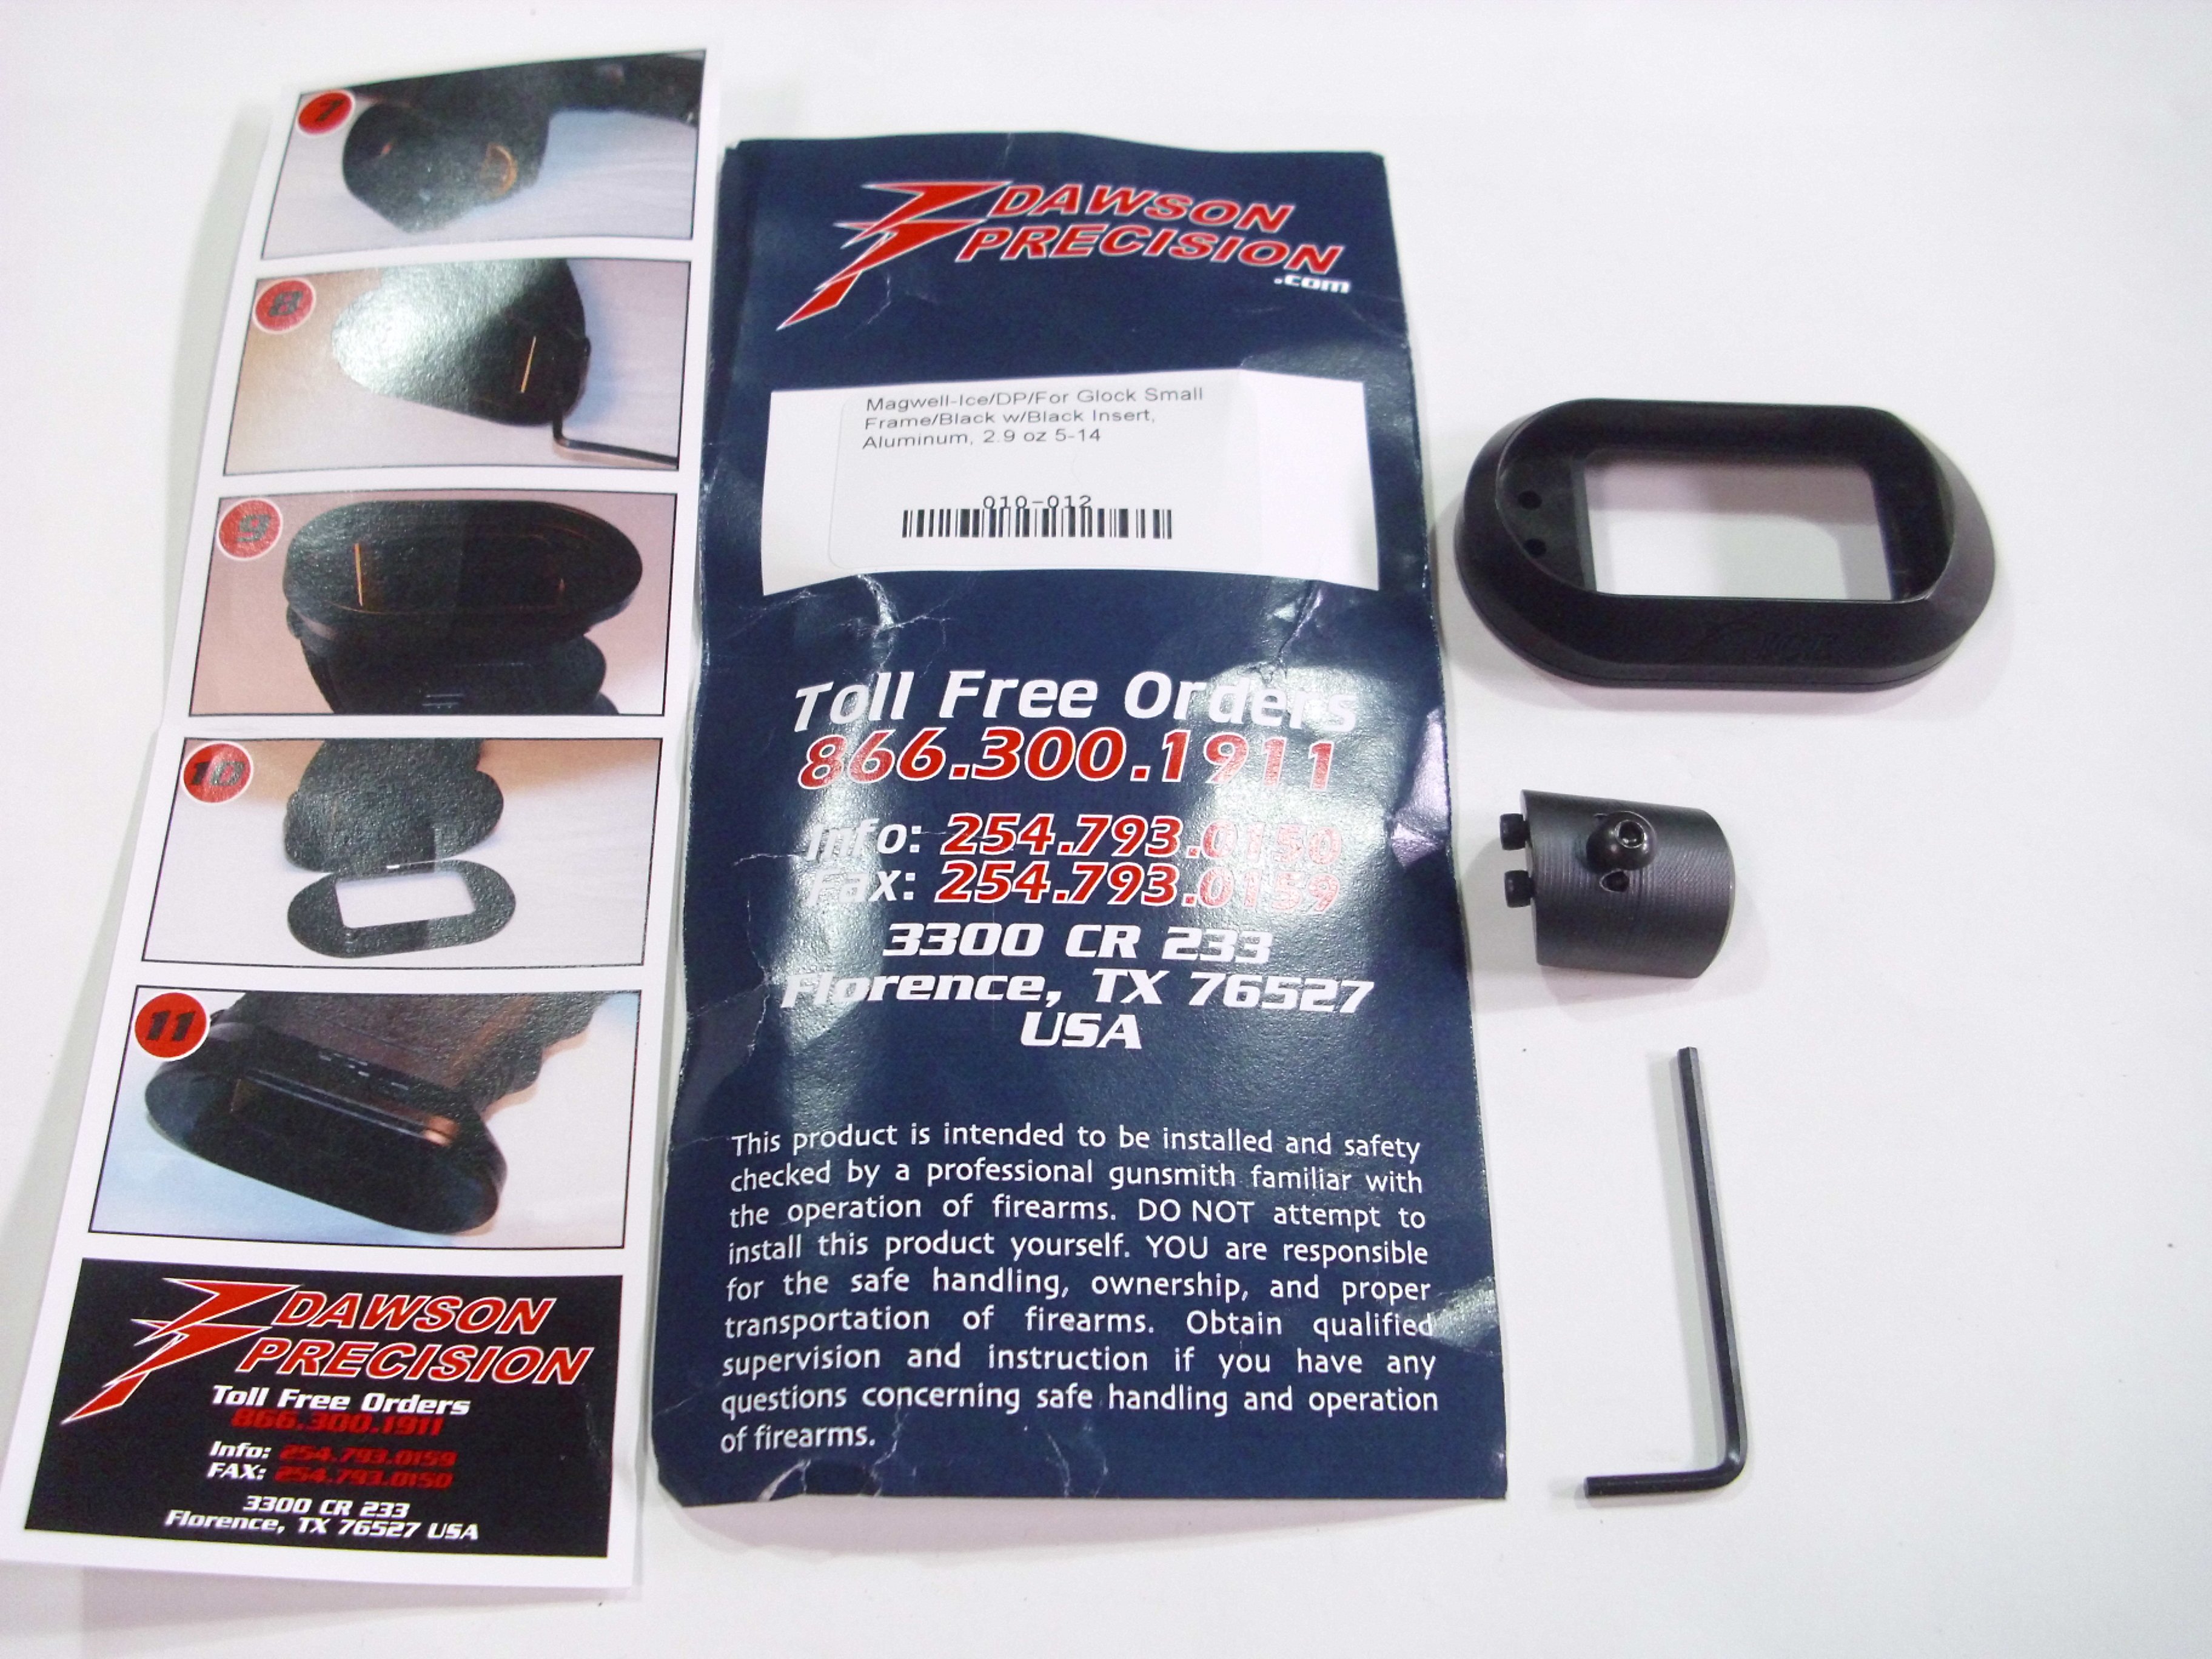 7
8
9
10
11
DAWSON
PRECISION
Toll Free Orders
866.300.1911
Info: 254.793.0159
FAX: 254.793.0150
3300 CR 233
Florence, TX 76527 USA
DAWSON
PRECISION
.com
Magwell-Ice/DP/For Glock Small
Frame/Black w/Black Insert,
Aluminum, 2.9 oz 5-14
010-012
Toll Free Orders
866.300.1911
Info: 254.793.0150
Fax: 254.793.0159
3300 CR 233
Florence, TX 76527
USA
This product is intended to be installed and safety
checked by a professional gunsmith familiar with
the operation of firearms. DO NOT attempt to
install this product yourself. YOU are responsible
for the safe handling, ownership, and proper
transportation of firearms. Obtain qualified
supervision and instruction if you have any
questions concerning safe handling and operation
of firearms.
ICE